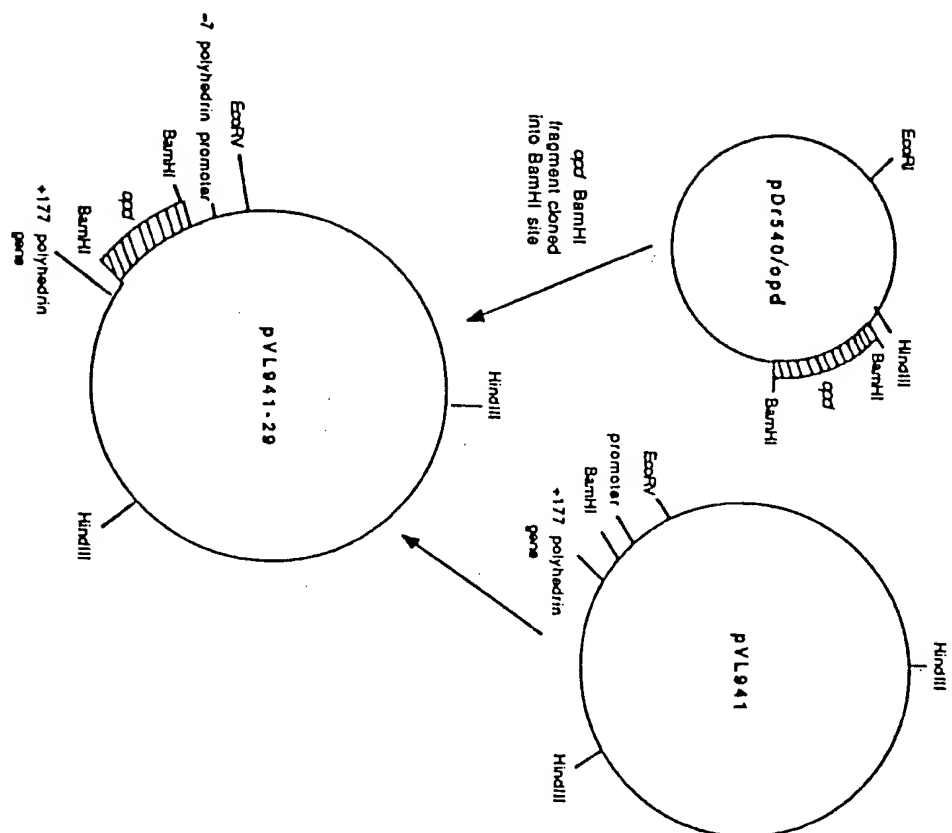 EcoRI
pDr540/opd
HindIII
BamHI
opd
BamHI
HindIII
pVL941
HindIII
EcoRV
promoter
BamHI
+177 polyhedrin
gene
opd BamHI
fragment cloned
into BamHI site
HindIII
pVL941-29
HindIII
EcoRV
-7 polyhedrin promoter
BamHI
opd
BamHI
+177 polyhedrin
gene